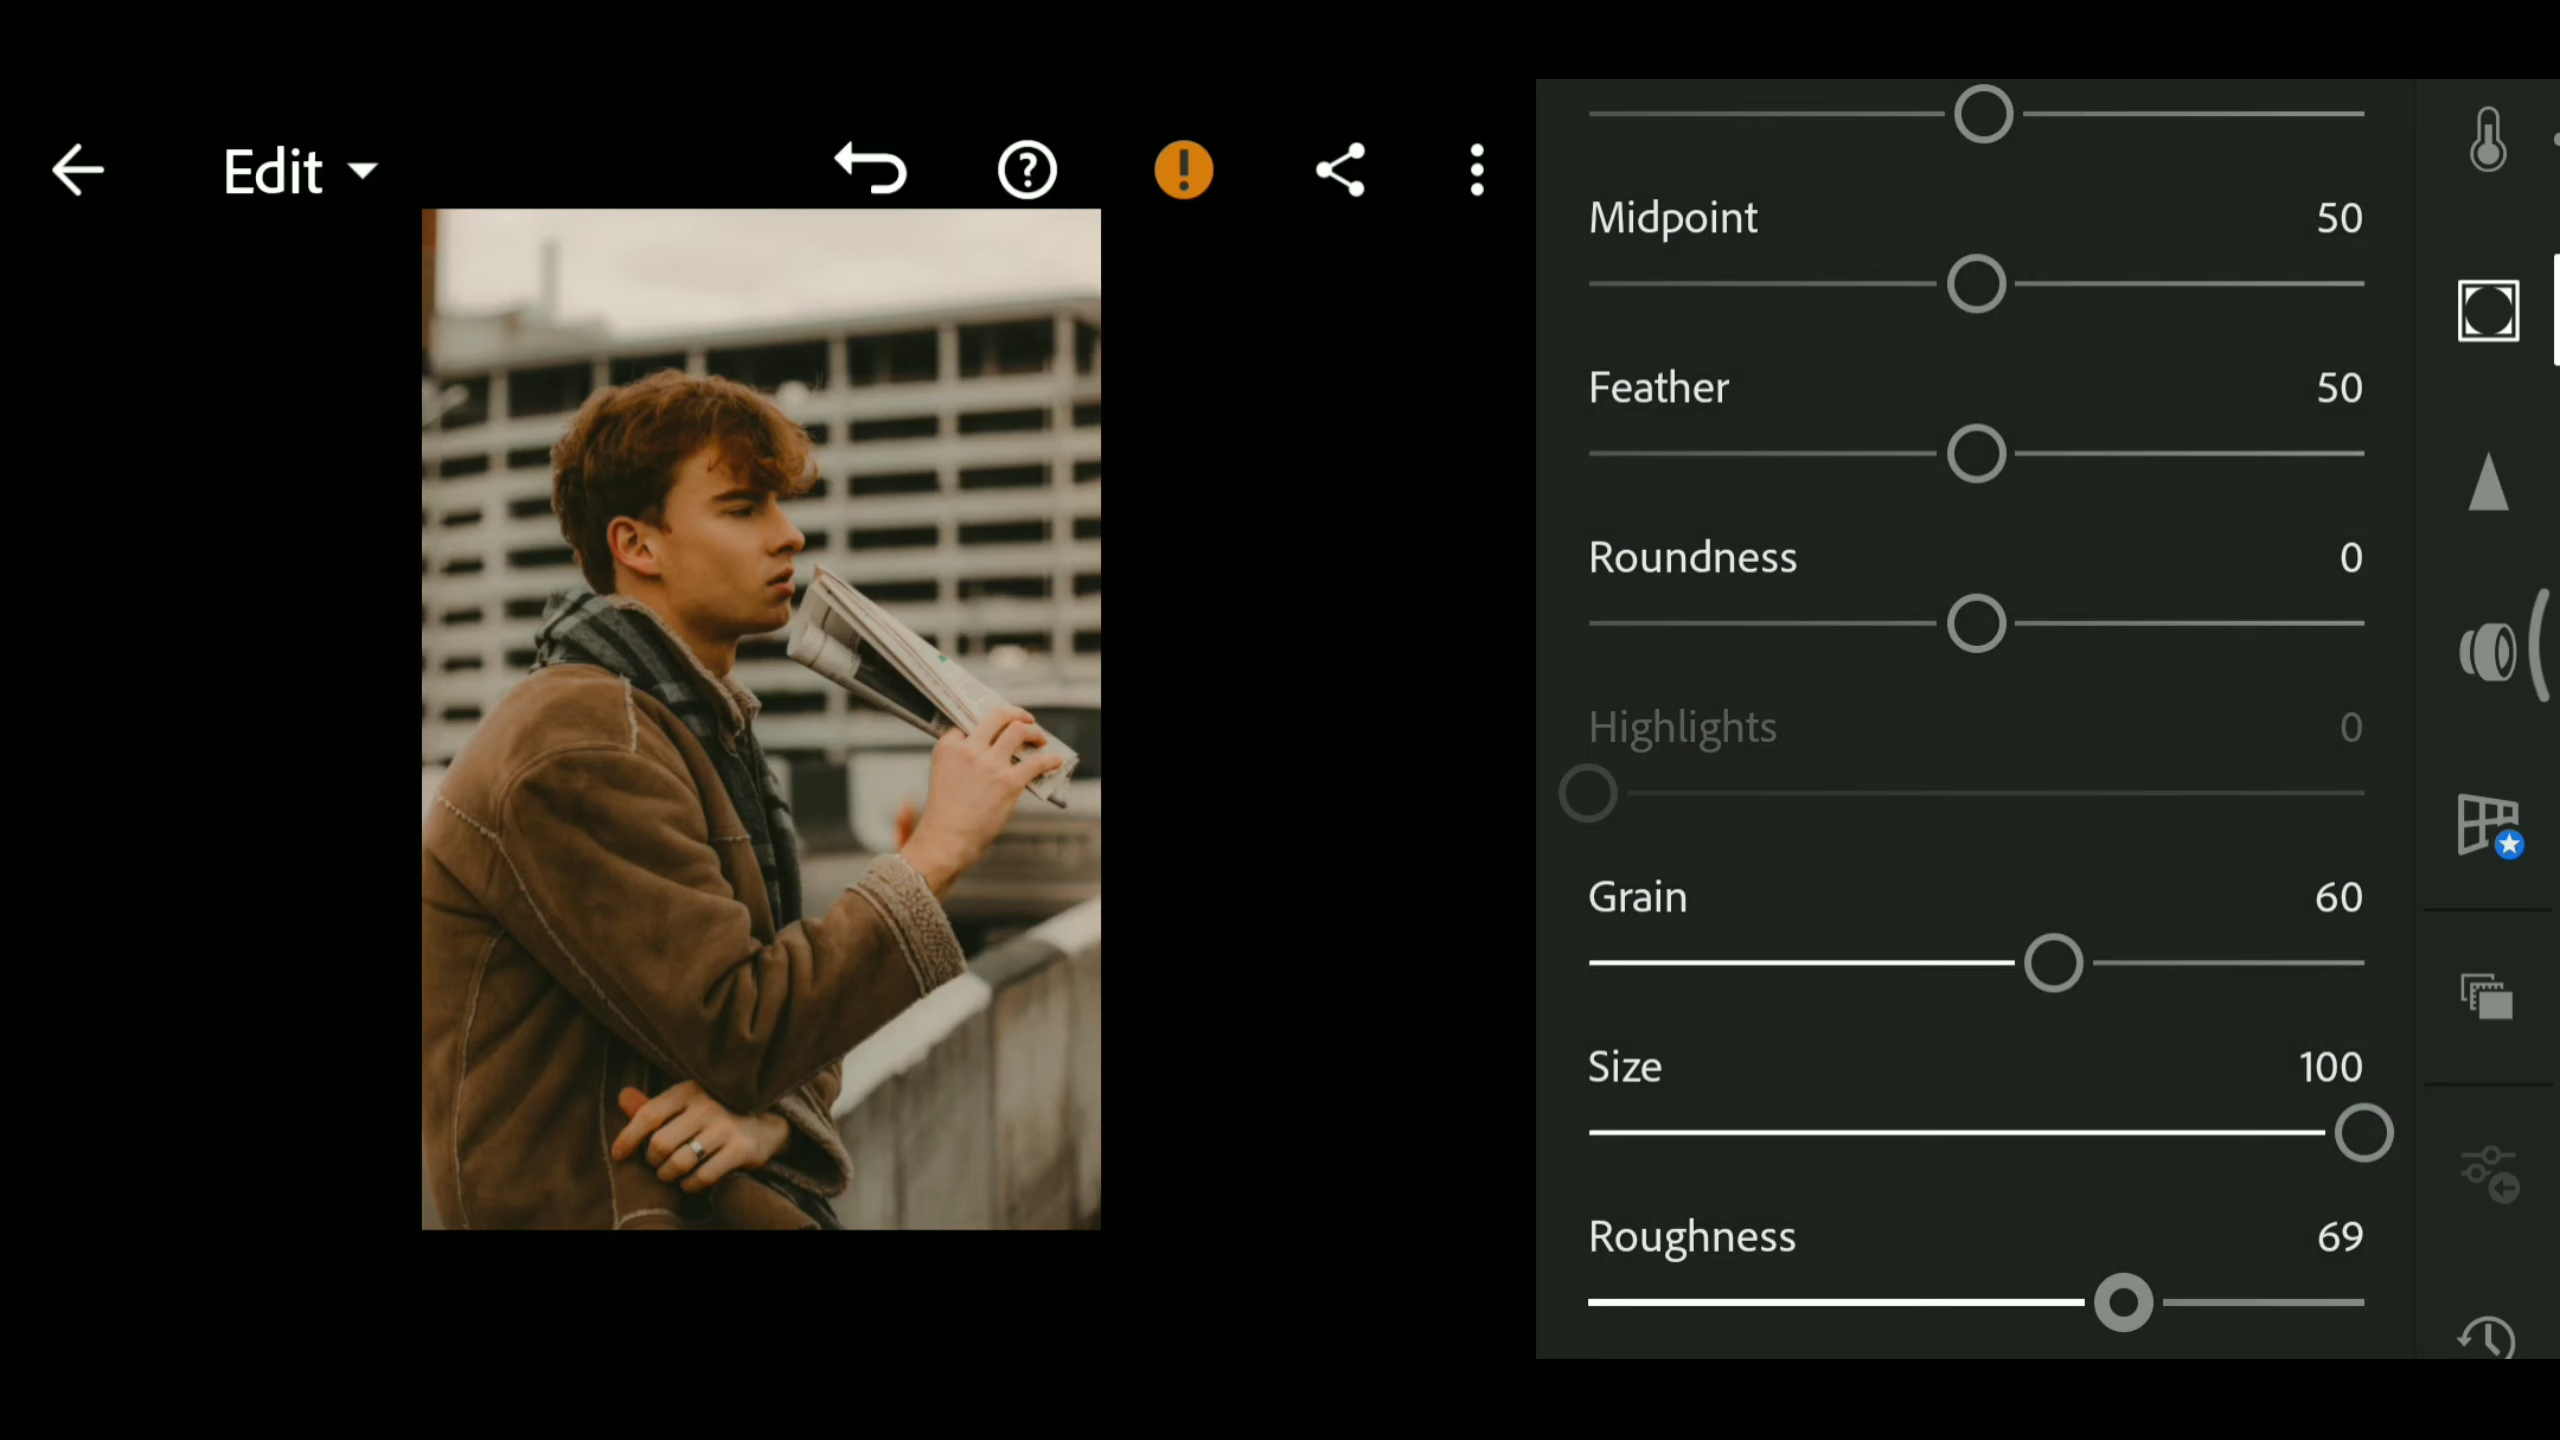 Edit
Midpoint 50
Feather 50
Roundness 0
Highlights 0
Grain 60
Size 100
Roughness 69